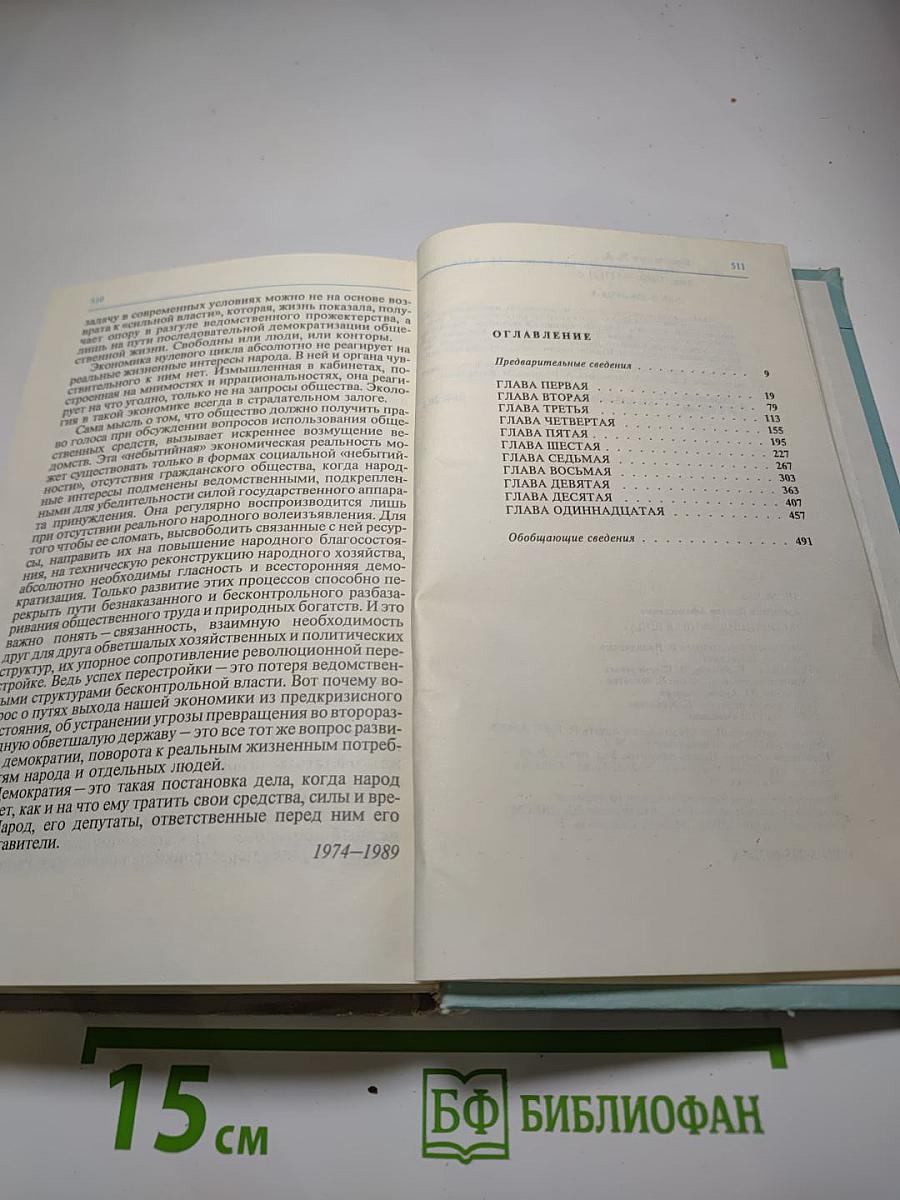 510
задачу в современных условиях можно не на основе воз-
врата к «сильной власти», которая, жизнь показала, полу-
чает опору в разгуле ведомственного прожектерства, а
лишь на пути последовательной демократизации обще-
ственной жизни. Свободны или люди, или конторы.
Экономика нулевого цикла абсолютно не реагирует на
реальные жизненные интересы народа. В ней и органа чув-
ствительного к ним нет. Измышленная в кабинетах, по-
строенная на мнимостях и иррациональностях, она реаги-
рует на что угодно, только не на запросы общества. Эколо-
гия в такой экономике всегда в страдательном залоге.
Сама мысль о том, что общество должно получить пра-
во голоса при обсуждении вопросов использования обще-
ственных средств, вызывает искреннее возмущение ве-
домств. Эта «небытийная» экономическая реальность мо-
жет существовать только в формах социальной «небытий-
ности», отсутствия гражданского общества, когда народ-
ные интересы подменены ведомственными, подкреплен-
ными для убедительности силой государственного аппара-
та принуждения. Она регулярно воспроизводится лишь
при отсутствии реального народного волеизъявления. Для
того чтобы ее сломать, высвободить связанные с ней ресур-
сы, направить их на повышение народного благосостоя-
ния, на техническую реконструкцию народного хозяйства,
абсолютно необходимы гласность и всесторонняя демо-
кратизация. Только развитие этих процессов способно пе-
рекрыть пути безнаказанного и бесконтрольного разбаза-
ривания общественного труда и природных богатств. И это
важно понять — связанность, взаимную необходимость
друг для друга обветшалых хозяйственных и политических
структур, их упорное сопротивление революционной пере-
стройке. Ведь успех перестройки — это потеря ведомствен-
ными структурами бесконтрольной власти. Вот почему во-
рос о путях выхода нашей экономики из предкризисного
стояния, об устранении угрозы превращения во второраз-
дную обветшалую державу — это все тот же вопрос разви-
демократии, поворота к реальным жизненным потреб-
тям народа и отдельных людей.
Демократия — это такая постановка дела, когда народ
ет, как и на что ему тратить свои средства, силы и вре-
Народ, его депутаты, ответственные перед ним его
тавители.
1974—1989
511
ОГЛАВЛЕНИЕ
Предварительные сведения . . . . . . . . . . 9
ГЛАВА ПЕРВАЯ . . . . . . . . . . 19
ГЛАВА ВТОРАЯ . . . . . . . . . . 79
ГЛАВА ТРЕТЬЯ . . . . . . . . . . 113
ГЛАВА ЧЕТВЕРТАЯ . . . . . . . . . . 155
ГЛАВА ПЯТАЯ . . . . . . . . . . 195
ГЛАВА ШЕСТАЯ . . . . . . . . . . 227
ГЛАВА СЕДЬМАЯ . . . . . . . . . . 267
ГЛАВА ВОСЬМАЯ . . . . . . . . . . 303
ГЛАВА ДЕВЯТАЯ . . . . . . . . . . 363
ГЛАВА ДЕСЯТАЯ . . . . . . . . . . 407
ГЛАВА ОДИННАДЦАТАЯ . . . . . . . . . . 457
Обобщающие сведения . . . . . . . . . . 491
15 см
БФ БИБЛИОФАН